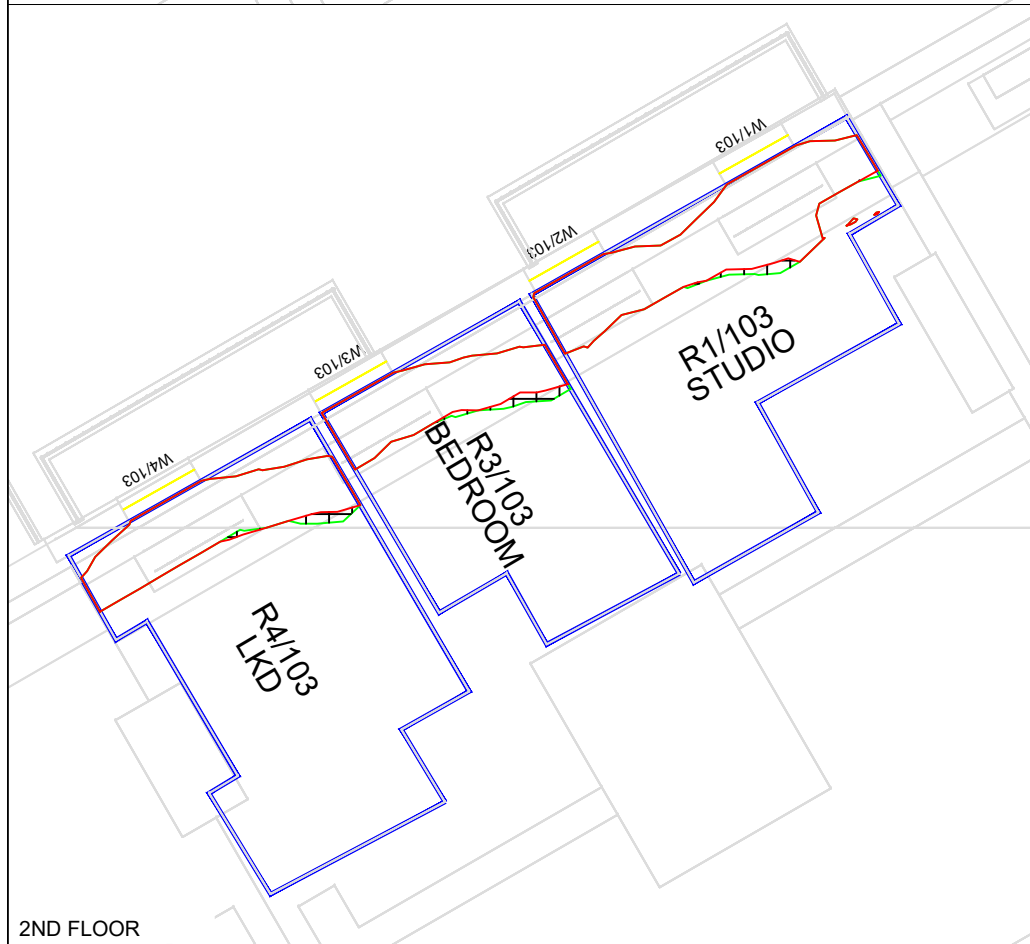 W1/103
W2/103
W3/103
W4/103
R1/103
STUDIO
R3/103
BEDROOM
R4/103
LKD
2ND FLOOR